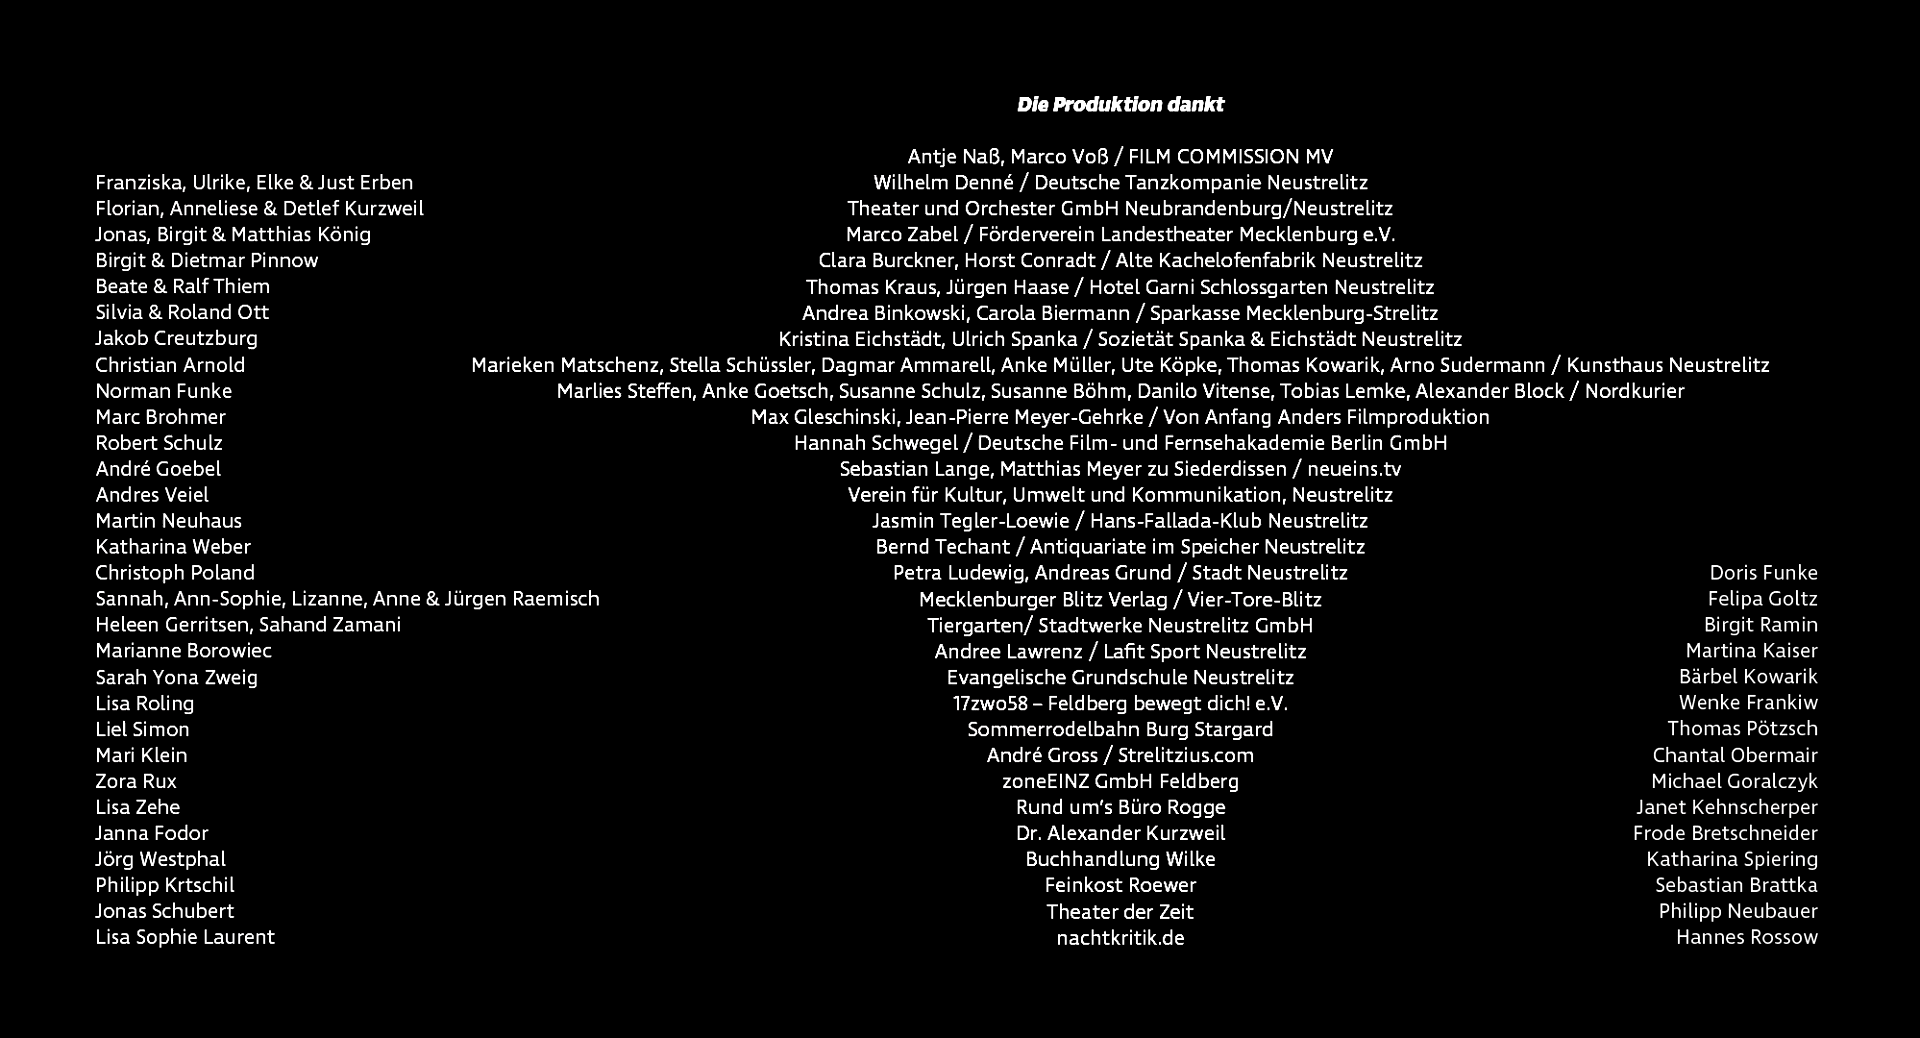 Die Produktion dankt
Franziska, Ulrike, Elke & Just Erben
Florian, Anneliese & Detlef Kurzweil
Jonas, Birgit & Matthias König
Birgit & Dietmar Pinnow
Beate & Ralf Thiem
Silvia & Roland Ott
Jakob Creutzburg
Christian Arnold
Norman Funke
Marc Brohmer
Robert Schulz
André Goebel
Andres Veiel
Martin Neuhaus
Katharina Weber
Christoph Poland
Sannah, Ann-Sophie, Lizanne, Anne & Jürgen Raemisch
Heleen Gerritsen, Sahand Zamani
Marianne Borowiec
Sarah Yona Zweig
Lisa Roling
Liel Simon
Mari Klein
Zora Rux
Lisa Zehe
Janna Fodor
Jörg Westphal
Philipp Krtschil
Jonas Schubert
Lisa Sophie Laurent
Antje Naß, Marco Voß / FILM COMMISSION MV
Wilhelm Denné / Deutsche Tanzkompanie Neustrelitz
Theater und Orchester GmbH Neubrandenburg/Neustrelitz
Marco Zabel / Förderverein Landestheater Mecklenburg e.V.
Clara Burckner, Horst Conradt / Alte Kachelofenfabrik Neustrelitz
Thomas Kraus, Jürgen Haase / Hotel Garni Schlossgarten Neustrelitz
Andrea Binkowski, Carola Biermann / Sparkasse Mecklenburg-Strelitz
Kristina Eichstädt, Ulrich Spanka / Sozietät Spanka & Eichstädt Neustrelitz
Marieken Matschenz, Stella Schüssler, Dagmar Ammarell, Anke Müller, Ute Köpke, Thomas Kowarik, Arno Sudermann / Kunsthaus Neustrelitz
Marlies Steffen, Anke Goetsch, Susanne Schulz, Susanne Böhm, Danilo Vitense, Tobias Lemke, Alexander Block / Nordkurier
Max Gleschinski, Jean-Pierre Meyer-Gehrke / Von Anfang Anders Filmproduktion
Hannah Schwegel / Deutsche Film- und Fernsehakademie Berlin GmbH
Sebastian Lange, Matthias Meyer zu Siederdissen / neueins.tv
Verein für Kultur, Umwelt und Kommunikation, Neustrelitz
Jasmin Tegler-Loewie / Hans-Fallada-Klub Neustrelitz
Bernd Techant / Antiquariate im Speicher Neustrelitz
Petra Ludewig, Andreas Grund / Stadt Neustrelitz
Mecklenburger Blitz Verlag / Vier-Tore-Blitz
Tiergarten/ Stadtwerke Neustrelitz GmbH
Andree Lawrenz / Lafit Sport Neustrelitz
Evangelische Grundschule Neustrelitz
17zwo58 – Feldberg bewegt dich! e.V.
Sommerrodelbahn Burg Stargard
André Gross / Strelitzius.com
zoneEINZ GmbH Feldberg
Rund um's Büro Rogge
Dr. Alexander Kurzweil
Buchhandlung Wilke
Feinkost Roewer
Theater der Zeit
nachtkritik.de
Doris Funke
Felipa Goltz
Birgit Ramin
Martina Kaiser
Bärbel Kowarik
Wenke Frankiw
Thomas Pötzsch
Chantal Obermair
Michael Goralczyk
Janet Kehnscherper
Frode Bretschneider
Katharina Spiering
Sebastian Brattka
Philipp Neubauer
Hannes Rossow